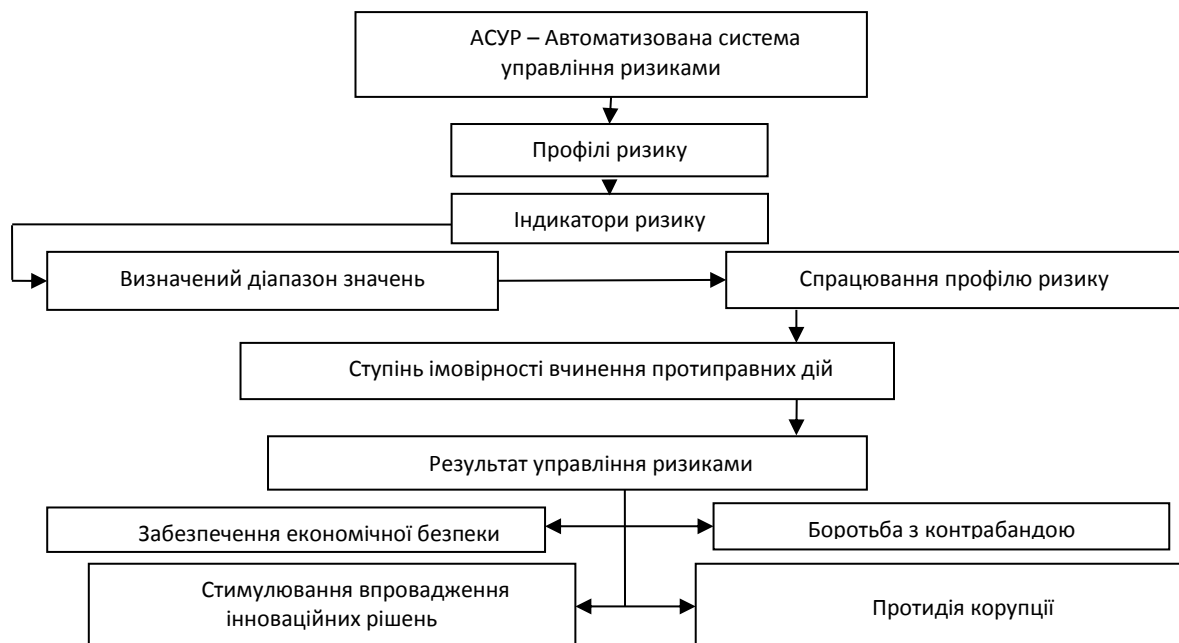 АСУР – Автоматизована система
управління ризиками
Профілі ризику
Індикатори ризику
Визначений діапазон значень
Спрацювання профілю ризику
Ступінь імовірності вчинення протиправних дій
Результат управління ризиками
Забезпечення економічної безпеки
Боротьба з контрабандою
Стимулювання впровадження
інноваційних рішень
Протидія корупції